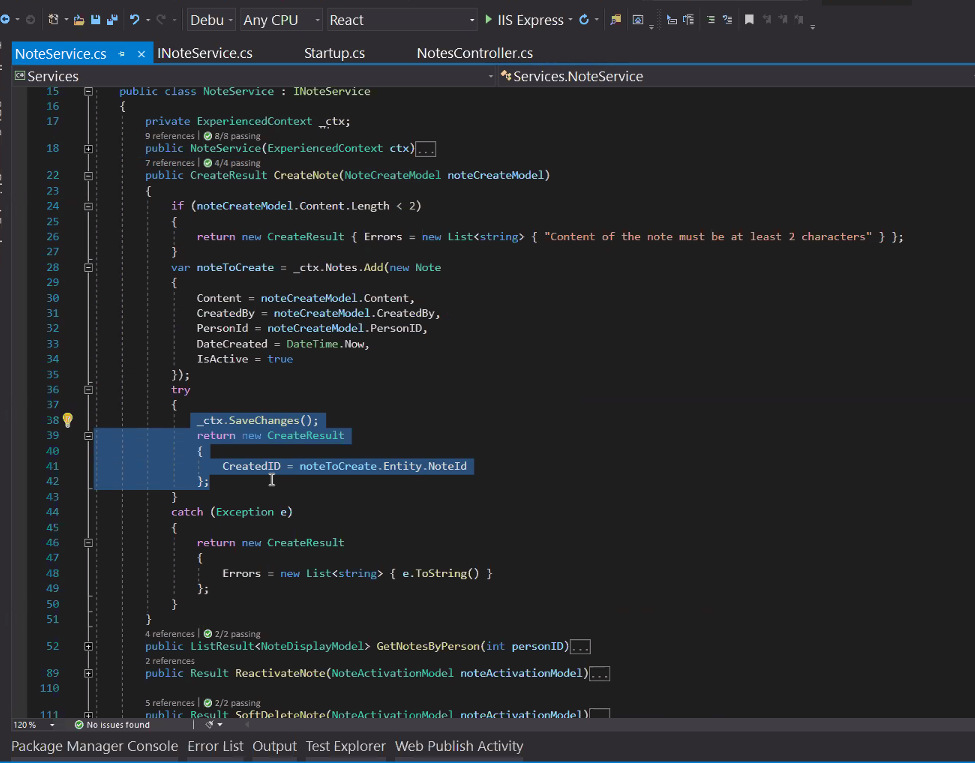 Debu Any CPU React IIS Express
NoteService.cs INoteService.cs Startup.cs NotesController.cs
Services Services.NoteService
15 public class NoteService : INoteService
16 {
17 private ExperiencedContext _ctx;
9 references | 8/8 passing
18 public NoteService(ExperiencedContext ctx)...
7 references | 4/4 passing
22 public CreateResult CreateNote(NoteCreateModel noteCreateModel)
23 {
24 if (noteCreateModel.Content.Length < 2)
25 {
26 return new CreateResult { Errors = new List<string> { "Content of the note must be at least 2 characters" } };
27 }
28 var noteToCreate = _ctx.Notes.Add(new Note
29 {
30 Content = noteCreateModel.Content,
31 CreatedBy = noteCreateModel.CreatedBy,
32 PersonId = noteCreateModel.PersonID,
33 DateCreated = DateTime.Now,
34 IsActive = true
35 });
36 try
37 {
38 _ctx.SaveChanges();
39 return new CreateResult
40 {
41 CreatedID = noteToCreate.Entity.NoteId
42 };
43 }
44 catch (Exception e)
45 {
46 return new CreateResult
47 {
48 Errors = new List<string> { e.ToString() }
49 };
50 }
51 }
4 references | 2/2 passing
52 public ListResult<NoteDisplayModel> GetNotesByPerson(int personID)...
2 references
89 public Result ReactivateNote(NoteActivationModel noteActivationModel)...
110
5 references | 2/2 passing
111 public Result SoftDeleteNote(NoteActivationModel noteActivationModel)...
120 % No issues found
Package Manager Console Error List Output Test Explorer Web Publish Activity